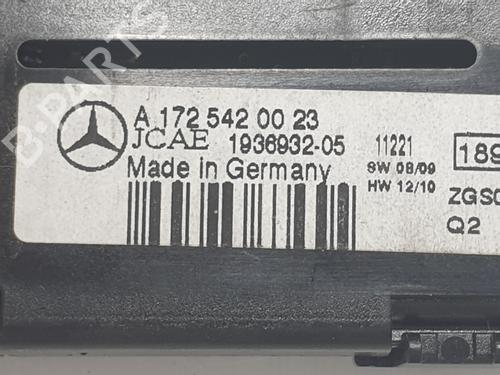 A 172 542 00 23
JCAE 1936932-05
Made in Germany
11221
SW 08/09
HW 12/10
189
ZGS0
Q2
B-PARTS